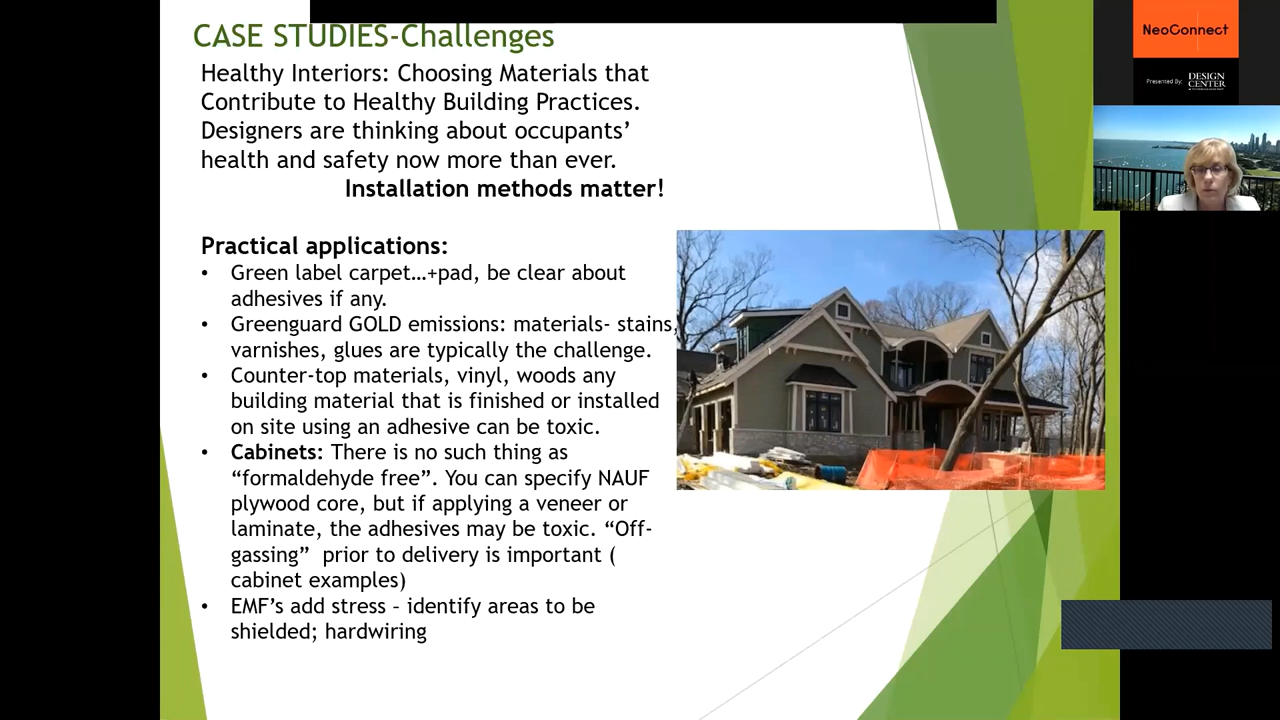 CASE STUDIES-Challenges
Healthy Interiors: Choosing Materials that
Contribute to Healthy Building Practices.
Designers are thinking about occupants’
health and safety now more than ever.
Installation methods matter!
Practical applications:
• Green label carpet…+pad, be clear about
adhesives if any.
• Greenguard GOLD emissions: materials- stains,
varnishes, glues are typically the challenge.
• Counter-top materials, vinyl, woods any
building material that is finished or installed
on site using an adhesive can be toxic.
• Cabinets: There is no such thing as
“formaldehyde free”. You can specify NAUF
plywood core, but if applying a veneer or
laminate, the adhesives may be toxic. “Off-
gassing”  prior to delivery is important (
cabinet examples)
• EMF’s add stress – identify areas to be
shielded; hardwiring
NeoConnect
Presented By:
DESIGN
CENTER